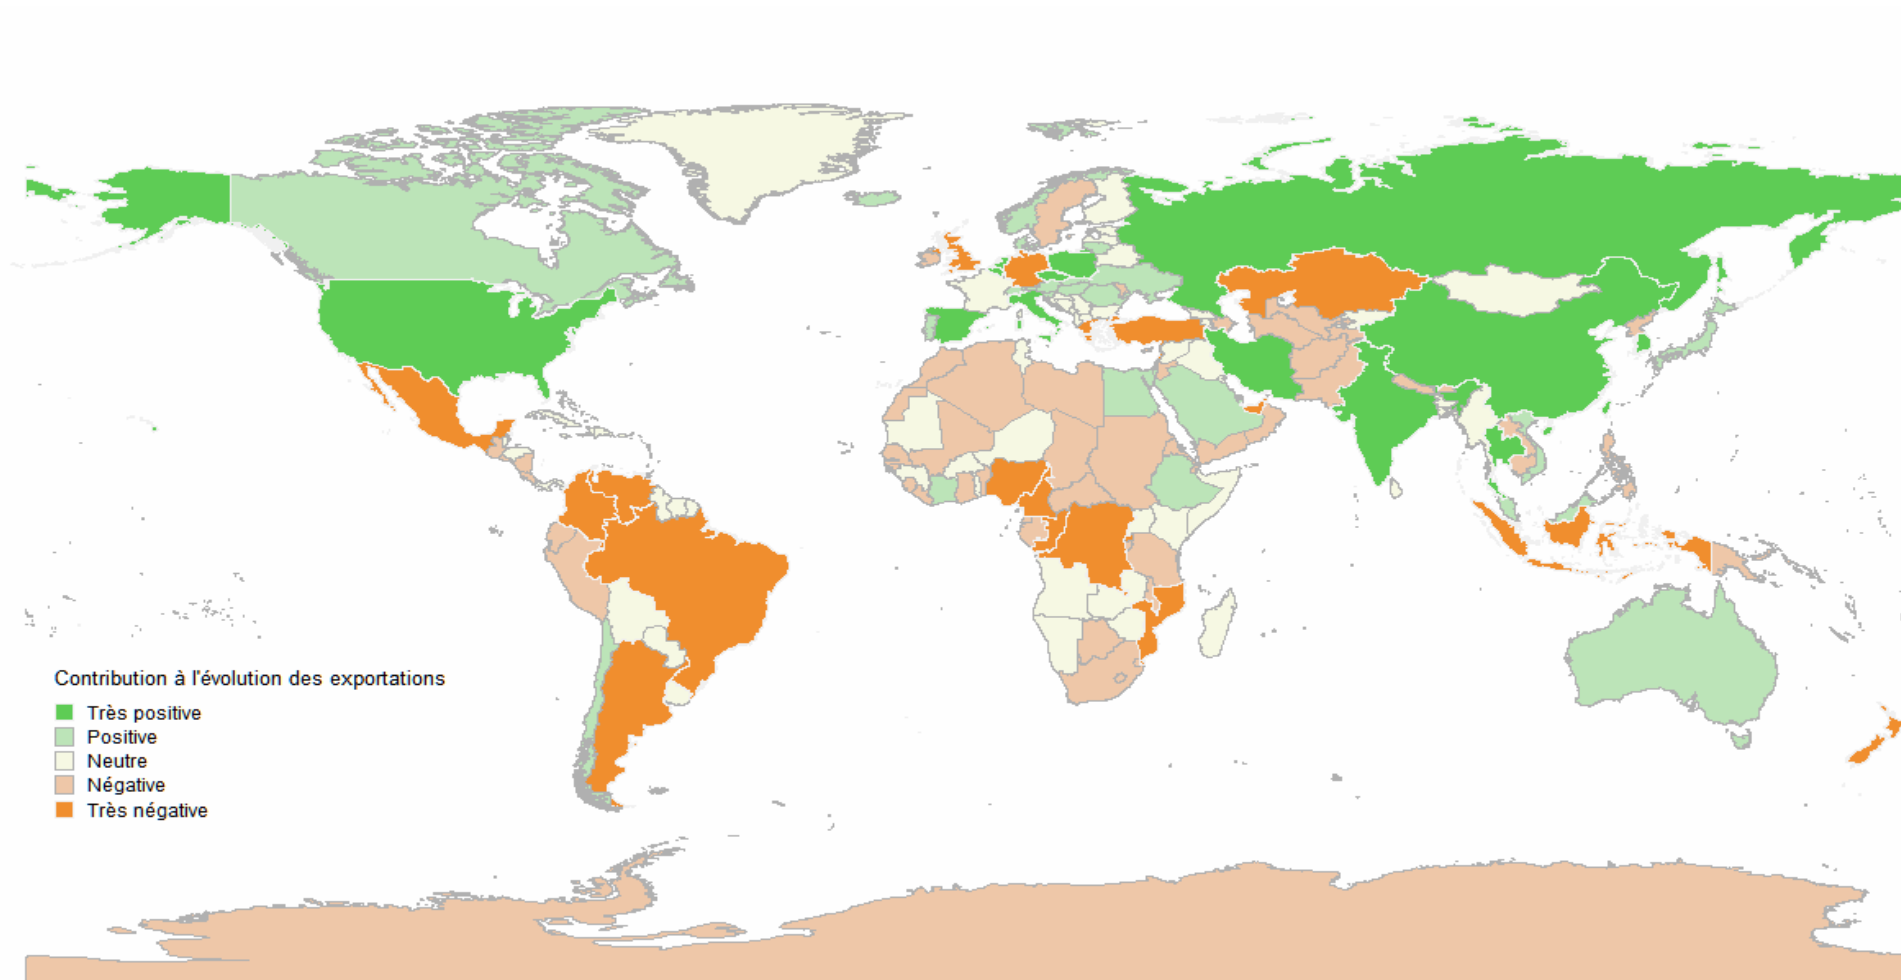 Contribution à l'évolution des exportations
Très positive
Positive
Neutre
Négative
Très négative